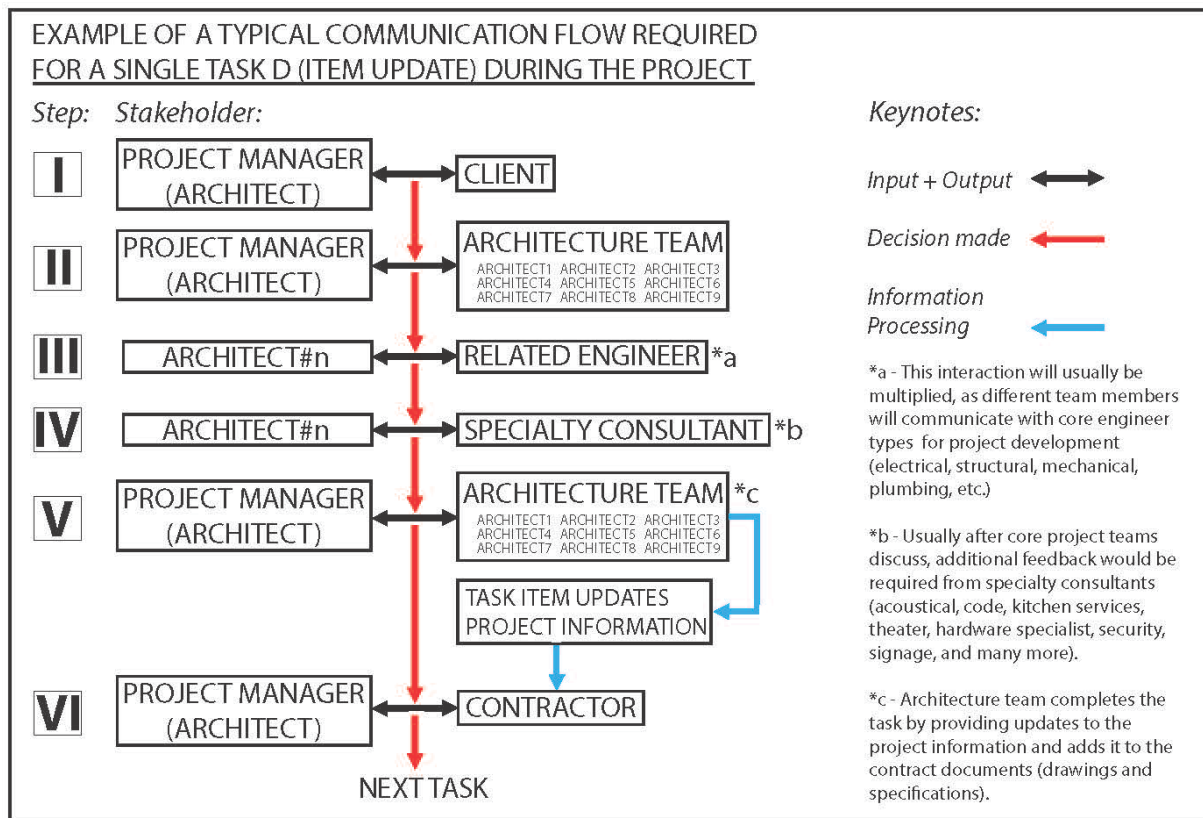 EXAMPLE OF A TYPICAL COMMUNICATION FLOW REQUIRED
FOR A SINGLE TASK D (ITEM UPDATE) DURING THE PROJECT
Step: Stakeholder:
I
PROJECT MANAGER
(ARCHITECT)
CLIENT
II
PROJECT MANAGER
(ARCHITECT)
ARCHITECTURE TEAM
ARCHITECT1 ARCHITECT2 ARCHITECT3
ARCHITECT4 ARCHITECT5 ARCHITECT6
ARCHITECT7 ARCHITECT8 ARCHITECT9
III
ARCHITECT#n
RELATED ENGINEER *a
IV
ARCHITECT#n
SPECIALTY CONSULTANT *b
V
PROJECT MANAGER
(ARCHITECT)
ARCHITECTURE TEAM *c
ARCHITECT1 ARCHITECT2 ARCHITECT3
ARCHITECT4 ARCHITECT5 ARCHITECT6
ARCHITECT7 ARCHITECT8 ARCHITECT9
TASK ITEM UPDATES
PROJECT INFORMATION
VI
PROJECT MANAGER
(ARCHITECT)
CONTRACTOR
NEXT TASK
Keynotes:
Input + Output
Decision made
Information
Processing
*a - This interaction will usually be
multiplied, as different team members
will communicate with core engineer
types for project development
(electrical, structural, mechanical,
plumbing, etc.)
*b - Usually after core project teams
discuss, additional feedback would be
required from specialty consultants
(acoustical, code, kitchen services,
theater, hardware specialist, security,
signage, and many more).
*c - Architecture team completes the
task by providing updates to the
project information and adds it to the
contract documents (drawings and
specifications).